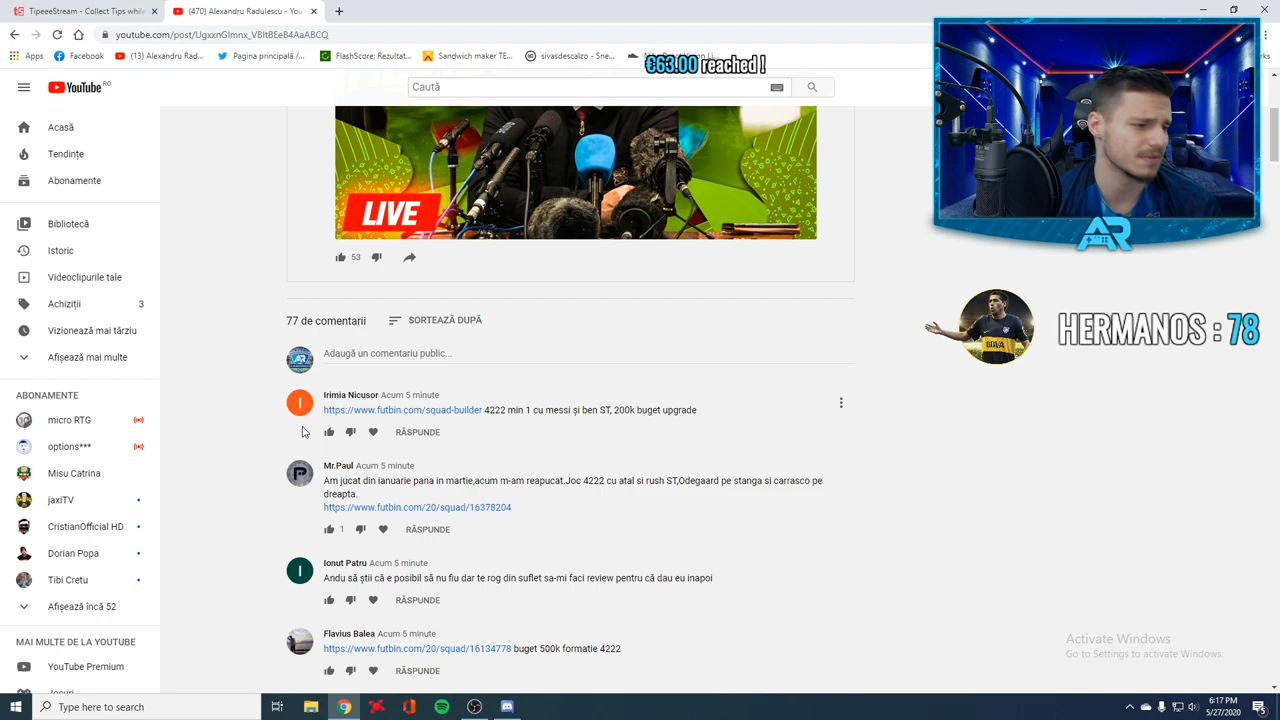 TipeeeStream - Collect Tips while
(470) Alexandru Radulescu - You
youtube.com/post/
Apps
Facebook
(13) Alexandru Rad...
Pagina principală /...
FlashScore: Rezultat...
Sandwich maker TE...
sivasdescalzo - Sne...
€63.00 reached !
YouTube RO
Caută
Acasă
Tendințe
Abonamente
Bibliotecă
Istoric
Videoclipurile tale
Achiziții 3
Vizionează mai târziu
Afișează mai multe
ABONAMENTE
micro RTG
options***
Misu Catrina
jaxiTV
CristianOfficial HD
Dorian Popa
Tibi Cretu
Afișează încă 52
MAI MULTE DE LA YOUTUBE
YouTube Premium
LIVE
53
77 de comentarii SORTEAZĂ DUPĂ
Adaugă un comentariu public...
Irimia Nicusor Acum 5 minute
https://www.futbin.com/squad-builder 4222 min 1 cu messi și ben ST, 200k buget upgrade
RĂSPUNDE
Mr.Paul Acum 5 minute
Am jucat din ianuarie pana in martie,acum m-am reapucat.Joc 4222 cu atal si rush ST,Odegaard pe stanga si carrasco pe
dreapta.
https://www.futbin.com/20/squad/16378204
1 RĂSPUNDE
Ionut Patru Acum 5 minute
Andu să știi că e posibil să nu fiu dar te rog din suflet sa-mi faci review pentru că dau eu inapoi
RĂSPUNDE
Flavius Balea Acum 5 minute
https://www.futbin.com/20/squad/16134778 buget 500k formatie 4222
RĂSPUNDE
AR
BBVA
HERMANOS : 78
Activate Windows
Go to Settings to activate Windows.
Type here to search
6:17 PM
5/27/2020
5